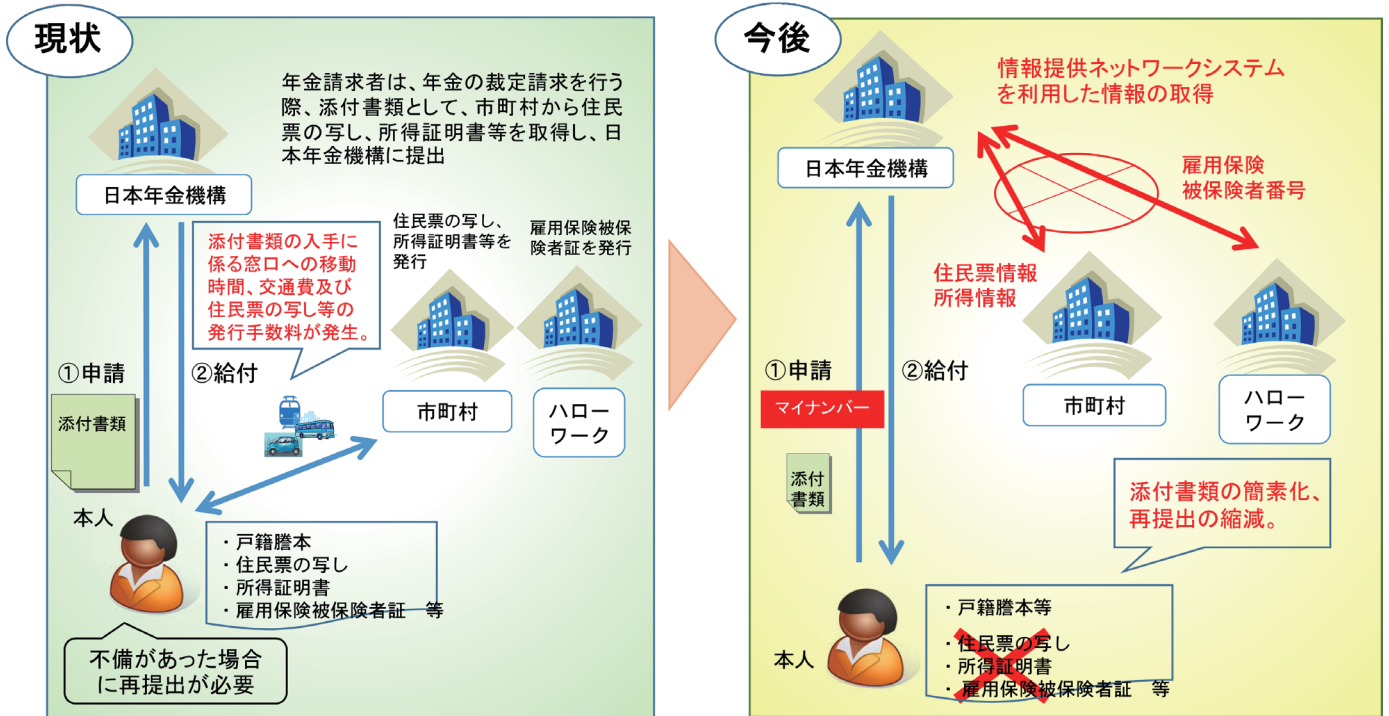 現状
年金請求者は、年金の裁定請求を行う
際、添付書類として、市町村から住民
票の写し、所得証明書等を取得し、日
本年金機構に提出
日本年金機構
添付書類の入手に
係る窓口への移動
時間、交通費及び
住民票の写し等の
発行手数料が発生。
住民票の写し、
所得証明書等を
発行
雇用保険被保
険者証を発行
①申請
②給付
添付書類
市町村
ハロー
ワーク
本人
・戸籍謄本
・住民票の写し
・所得証明書
・雇用保険被保険者証 等
不備があった場合
に再提出が必要
今後
情報提供ネットワークシステム
を利用した情報の取得
日本年金機構
雇用保険
被保険者番号
住民票情報
所得情報
①申請
②給付
マイナンバー
市町村
ハロー
ワーク
添付
書類
添付書類の簡素化、
再提出の縮減。
本人
・戸籍謄本等
・住民票の写し
・所得証明書
・雇用保険被保険者証 等